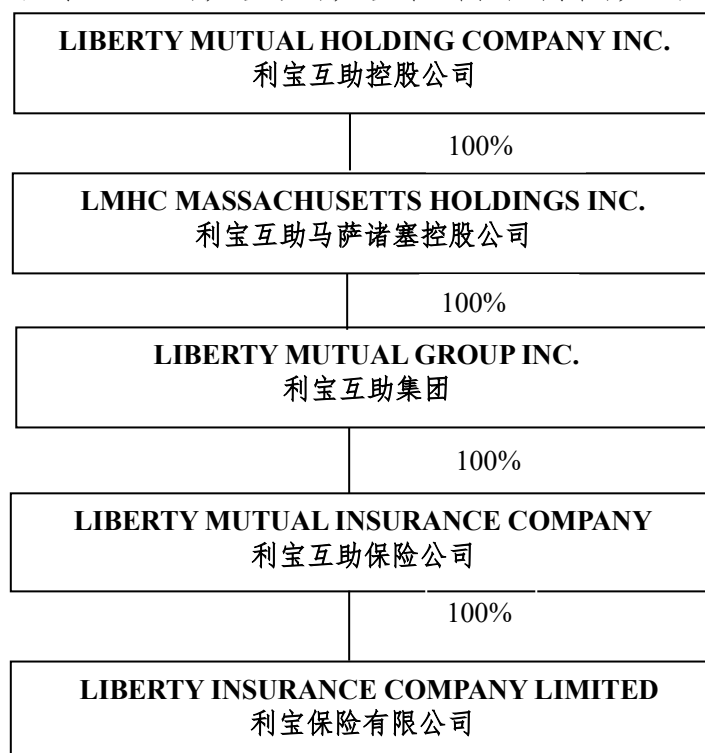 LIBERTY MUTUAL HOLDING COMPANY INC.
利宝互助控股公司
100%
LMHC MASSACHUSETTS HOLDINGS INC.
利宝互助马萨诸塞控股公司
100%
LIBERTY MUTUAL GROUP INC.
利宝互助集团
100%
LIBERTY MUTUAL INSURANCE COMPANY
利宝互助保险公司
100%
LIBERTY INSURANCE COMPANY LIMITED
利宝保险有限公司